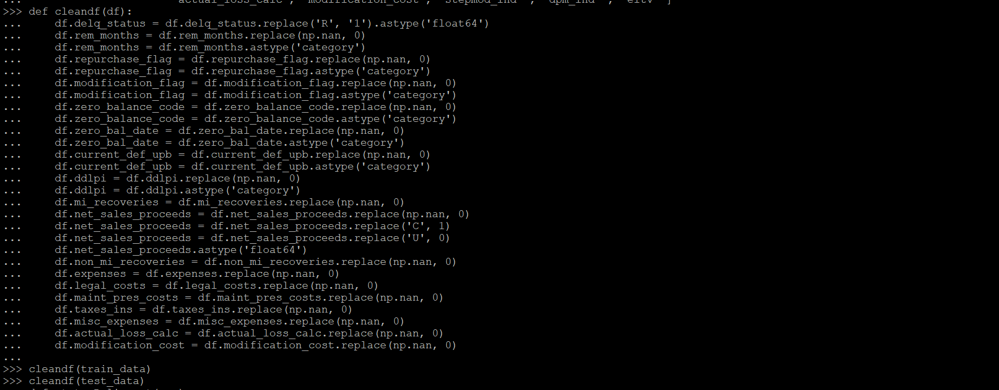 ...                        actual_loss_calc", "modification_cost", "stepmod_ind", "dpm_ind", "eltv" ]
>>> def cleandf(df):
...     df.delq_status = df.delq_status.replace('R', '1').astype('float64')
...     df.rem_months = df.rem_months.replace(np.nan, 0)
...     df.rem_months = df.rem_months.astype('category')
...     df.repurchase_flag = df.repurchase_flag.replace(np.nan, 0)
...     df.repurchase_flag = df.repurchase_flag.astype('category')
...     df.modification_flag = df.modification_flag.replace(np.nan, 0)
...     df.modification_flag = df.modification_flag.astype('category')
...     df.zero_balance_code = df.zero_balance_code.replace(np.nan, 0)
...     df.zero_balance_code = df.zero_balance_code.astype('category')
...     df.zero_bal_date = df.zero_bal_date.replace(np.nan, 0)
...     df.zero_bal_date = df.zero_bal_date.astype('category')
...     df.current_def_upb = df.current_def_upb.replace(np.nan, 0)
...     df.current_def_upb = df.current_def_upb.astype('category')
...     df.ddlpi = df.ddlpi.replace(np.nan, 0)
...     df.ddlpi = df.ddlpi.astype('category')
...     df.mi_recoveries = df.mi_recoveries.replace(np.nan, 0)
...     df.net_sales_proceeds = df.net_sales_proceeds.replace(np.nan, 0)
...     df.net_sales_proceeds = df.net_sales_proceeds.replace('C', 1)
...     df.net_sales_proceeds = df.net_sales_proceeds.replace('U', 0)
...     df.net_sales_proceeds.astype('float64')
...     df.non_mi_recoveries = df.non_mi_recoveries.replace(np.nan, 0)
...     df.expenses = df.expenses.replace(np.nan, 0)
...     df.legal_costs = df.legal_costs.replace(np.nan, 0)
...     df.maint_pres_costs = df.maint_pres_costs.replace(np.nan, 0)
...     df.taxes_ins = df.taxes_ins.replace(np.nan, 0)
...     df.misc_expenses = df.misc_expenses.replace(np.nan, 0)
...     df.actual_loss_calc = df.actual_loss_calc.replace(np.nan, 0)
...     df.modification_cost = df.modification_cost.replace(np.nan, 0)
...
>>> cleandf(train_data)
>>> cleandf(test_data)